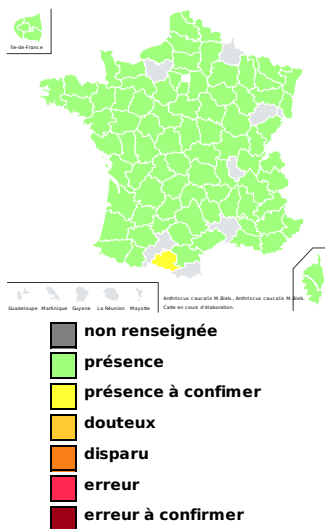 Île-de-France
Guadeloupe Martinique Guyane La Réunion Mayotte
Anthriscus caucalis M.Bieb., Anthriscus caucalis M.Bieb.
Carte en cours d'élaboration.
non renseignée
présence
présence à confimer
douteux
disparu
erreur
erreur à confirmer